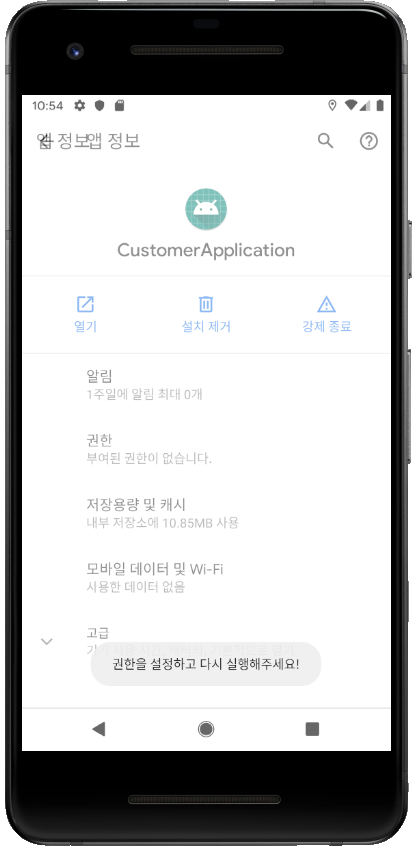 10:54
앱 정보앱 정보
CustomerApplication
열기 설치 제거 강제 종료
알림
1주일에 알림 최대 0개
권한
부여된 권한이 없습니다.
저장용량 및 캐시
내부 저장소에 10.85MB 사용
모바일 데이터 및 Wi-Fi
사용한 데이터 없음
고급
권한을 설정하고 다시 실행해주세요!